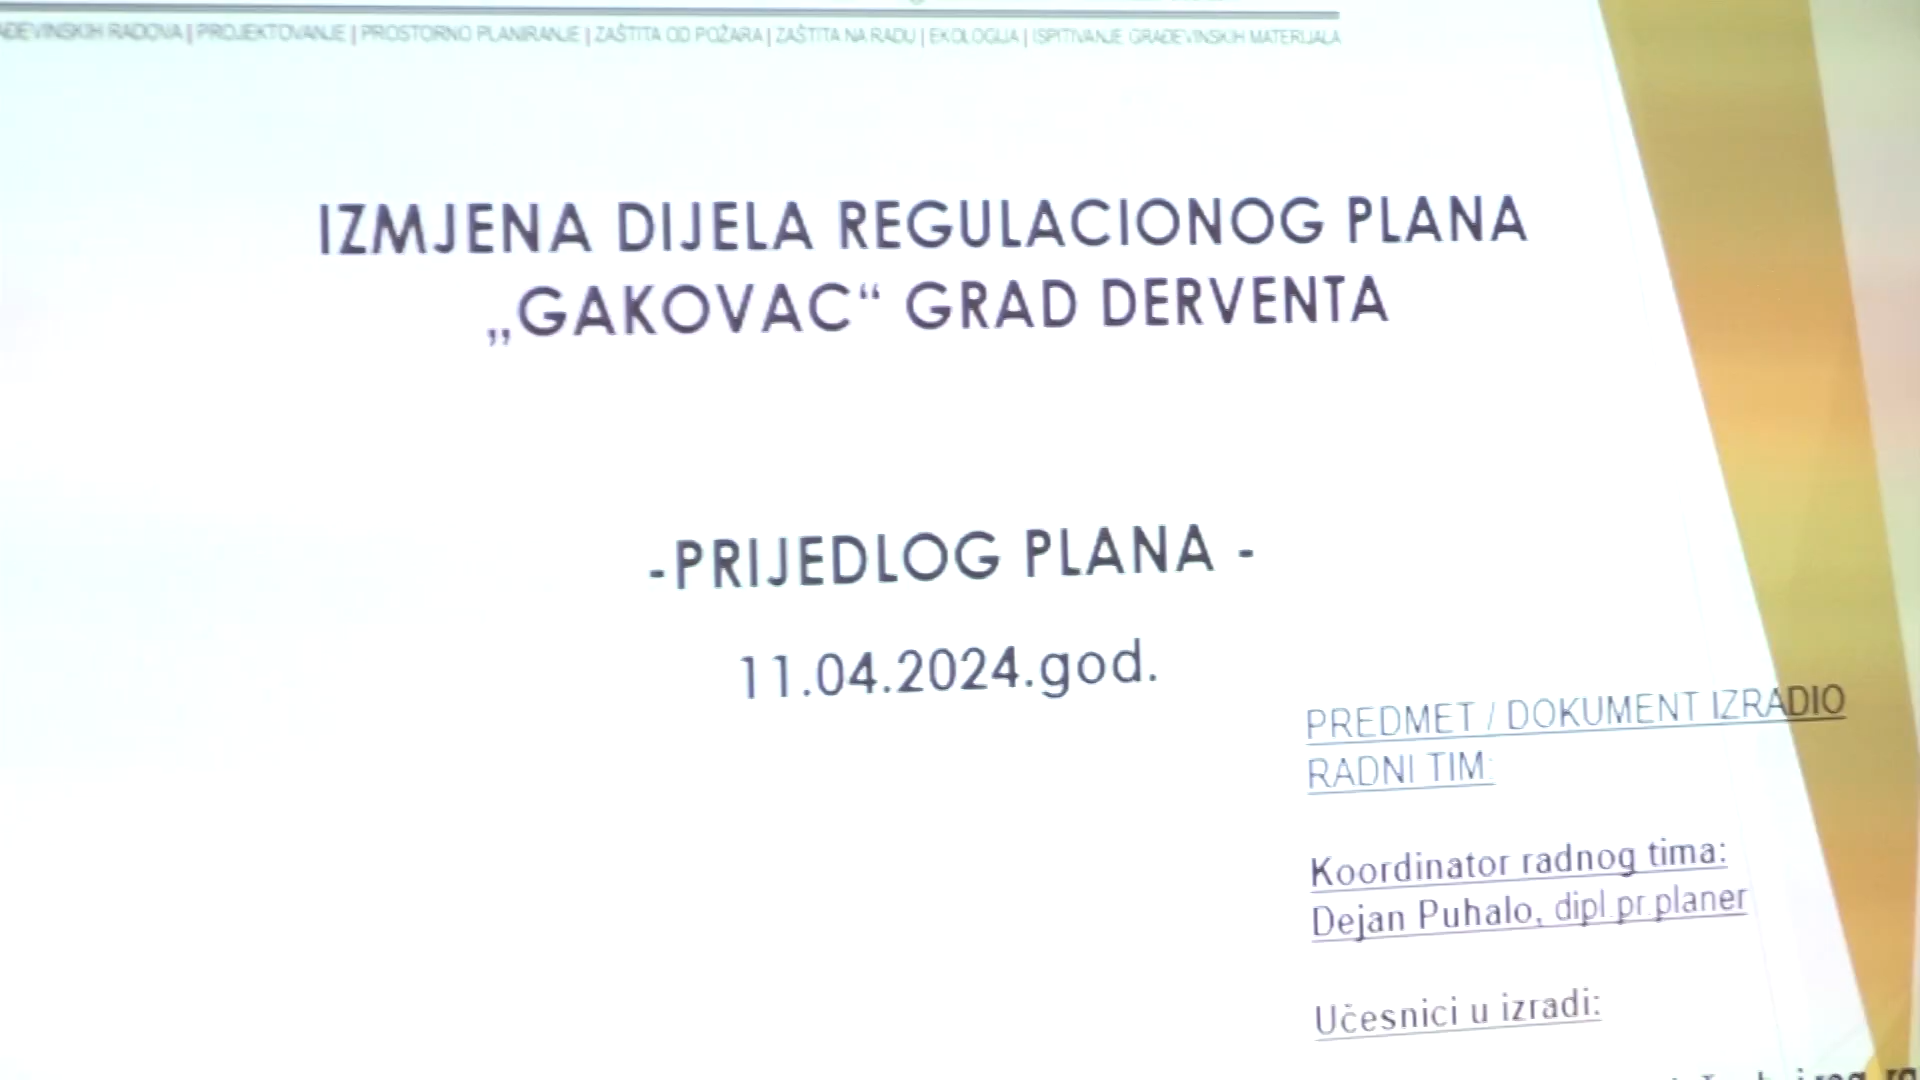 RADOVA | PROJEKTOVANJE | PROSTORNO PLANIRANJE | ZAŠTITA OD POŽARA | ZAŠTITA NA RADU | EKOLOGIJA | ISPITIVANJE GRAĐEVINSKIH MATERIJALA
IZMJENA DIJELA REGULACIONOG PLANA
„GAKOVAC“ GRAD DERVENTA
-PRIJEDLOG PLANA -
11.04.2024.god.
PREDMET / DOKUMENT IZRADIO
RADNI TIM:
Koordinator radnog tima:
Dejan Puhalo, dipl.pr.planer
Učesnici u izradi: